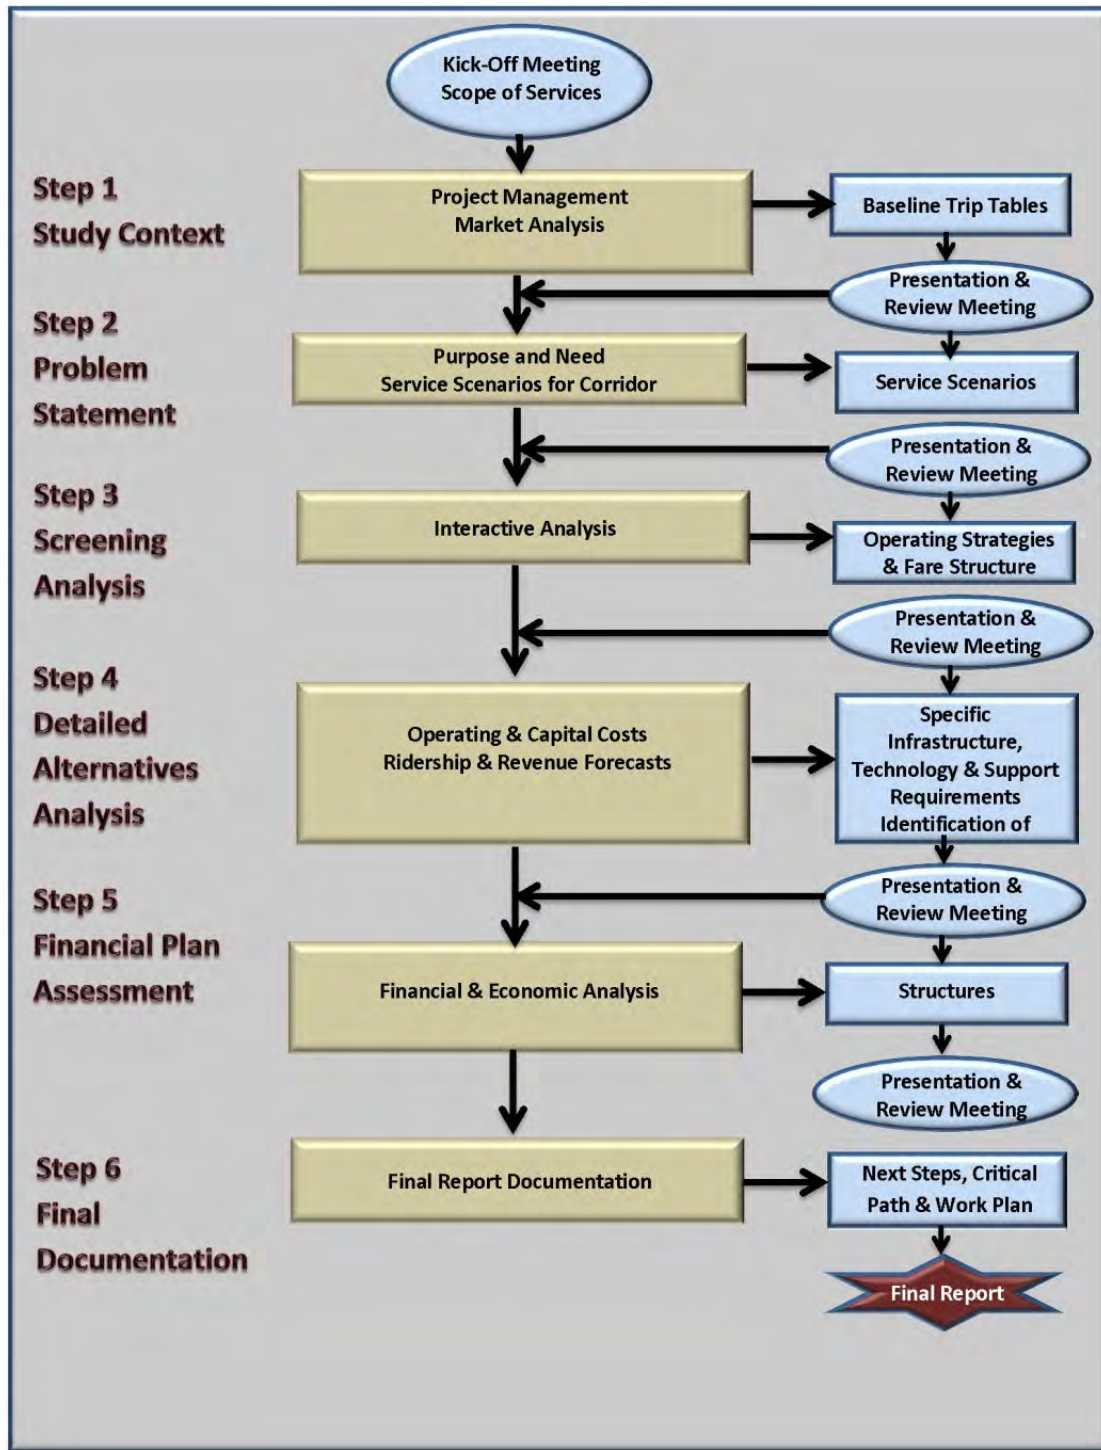 Kick-Off Meeting
Scope of Services
Step 1
Study Context
Project Management
Market Analysis
Baseline Trip Tables
Presentation &
Review Meeting
Step 2
Problem
Statement
Purpose and Need
Service Scenarios for Corridor
Service Scenarios
Presentation &
Review Meeting
Step 3
Screening
Analysis
Interactive Analysis
Operating Strategies
& Fare Structure
Presentation &
Review Meeting
Step 4
Detailed
Alternatives
Analysis
Operating & Capital Costs
Ridership & Revenue Forecasts
Specific
Infrastructure,
Technology & Support
Requirements
Identification of
Presentation &
Review Meeting
Step 5
Financial Plan
Assessment
Financial & Economic Analysis
Structures
Presentation &
Review Meeting
Step 6
Final
Documentation
Final Report Documentation
Next Steps, Critical
Path & Work Plan
Final Report